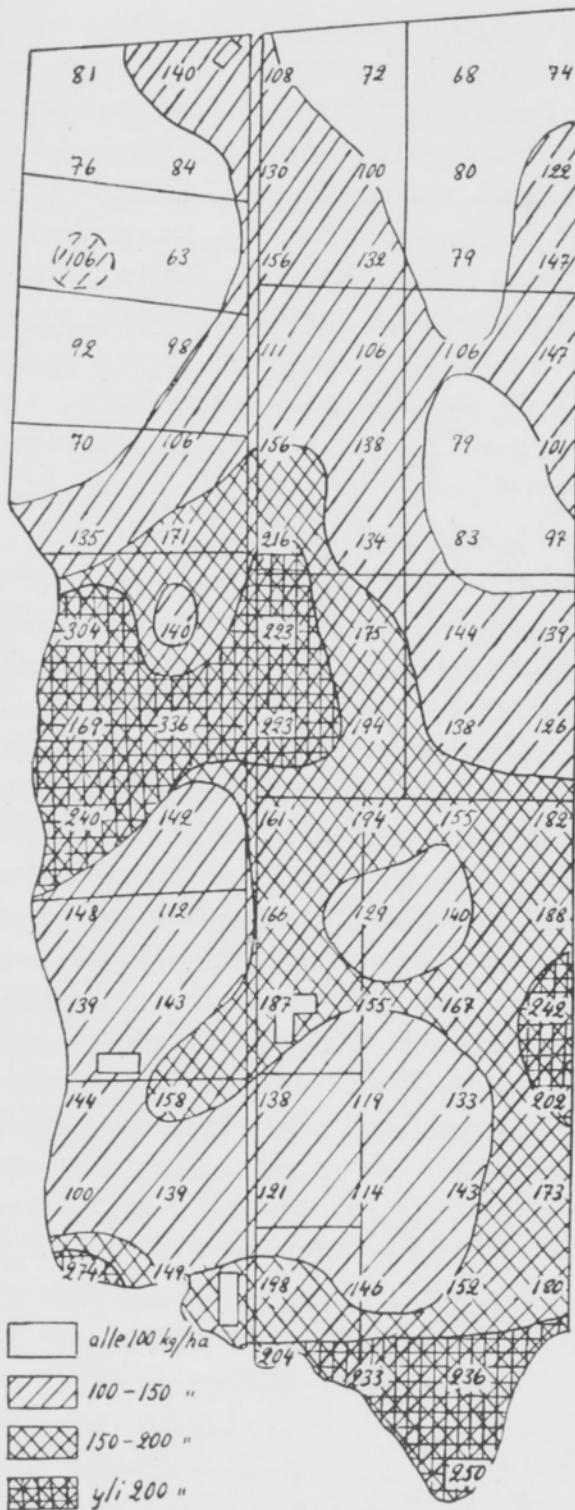 81 140 108 72 68 74
76 84 130 100 80 122
106 63 156 132 79 147
92 98 111 106 106 147
70 106 156 138 79 101
135 171 216 134 83 97
304 140 223 175 144 139
169 336 223 194 138 126
240 142 161 194 155 182
148 112 166 129 140 188
139 143 187 155 167 242
144 158 138 119 133 202
100 139 121 114 143 173
274 149 198 146 152 180
204 233 236
250
alle 100 kg/ha
100-150 "
150-200 "
yli 200 "